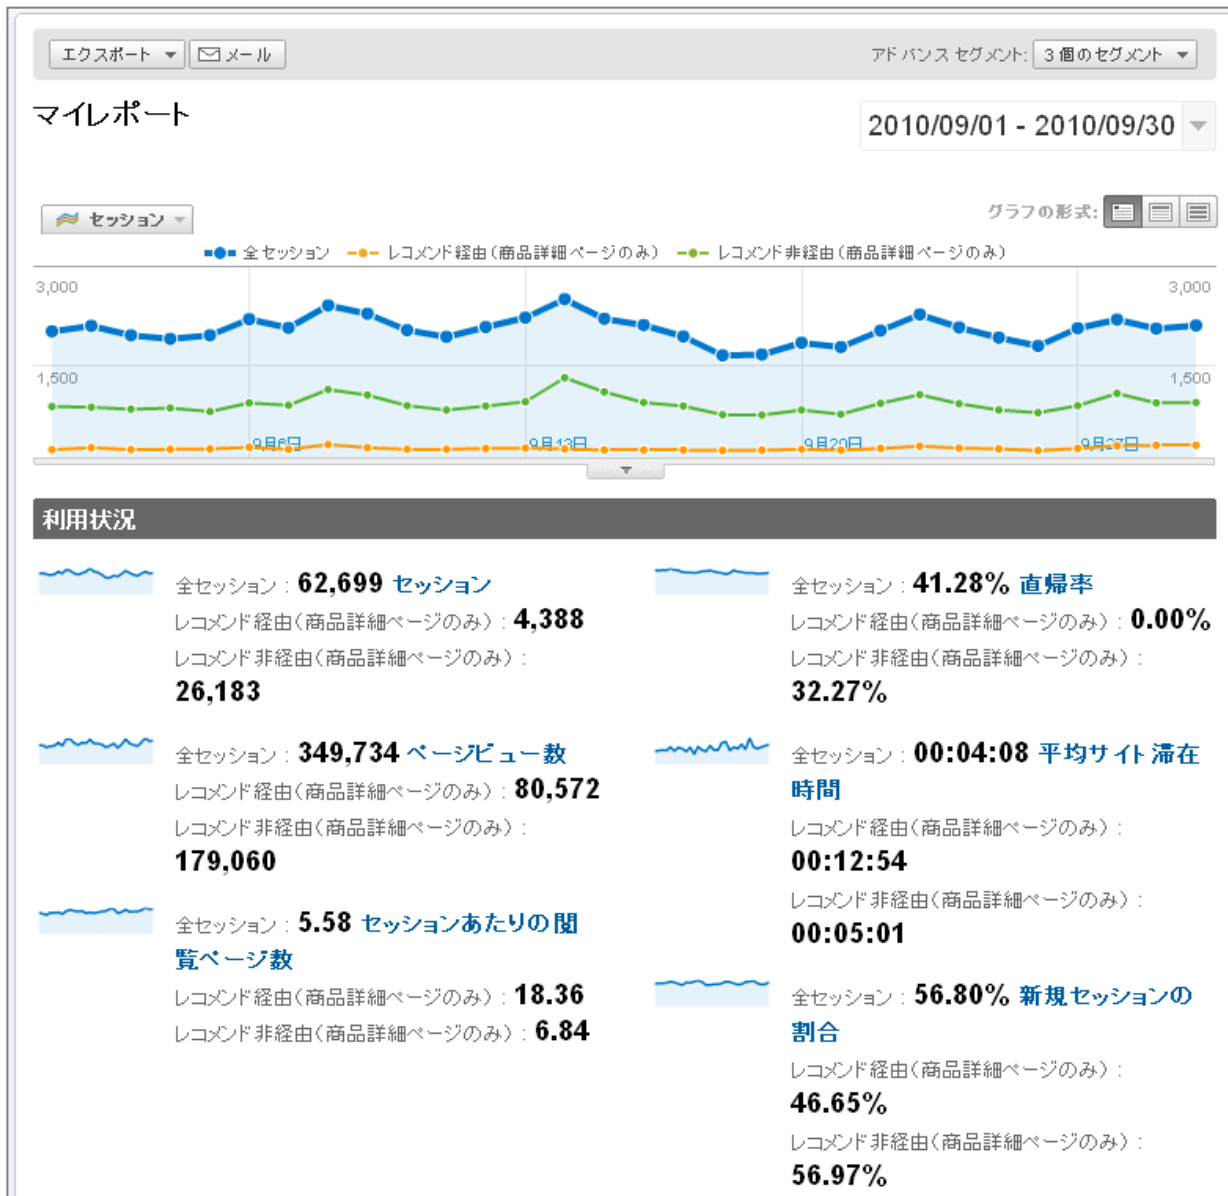 エクスポート メール アドバンス セグメント: 3 個のセグメント
マイレポート
2010/09/01 - 2010/09/30
セッション グラフの形式:
全セッション レコメンド経由(商品詳細ページのみ) レコメンド非経由(商品詳細ページのみ)
3,000 3,000
1,500 1,500
9月6日 9月13日 9月20日 9月27日
利用状況
全セッション : 62,699 セッション
レコメンド経由(商品詳細ページのみ) : 4,388
レコメンド非経由(商品詳細ページのみ) :
26,183
全セッション : 349,734 ページビュー数
レコメンド経由(商品詳細ページのみ) : 80,572
レコメンド非経由(商品詳細ページのみ) :
179,060
全セッション : 5.58 セッションあたりの閲
覧ページ数
レコメンド経由(商品詳細ページのみ) : 18.36
レコメンド非経由(商品詳細ページのみ) : 6.84
全セッション : 41.28% 直帰率
レコメンド経由(商品詳細ページのみ) : 0.00%
レコメンド非経由(商品詳細ページのみ) :
32.27%
全セッション : 00:04:08 平均サイト滞在
時間
レコメンド経由(商品詳細ページのみ) :
00:12:54
レコメンド非経由(商品詳細ページのみ) :
00:05:01
全セッション : 56.80% 新規セッションの
割合
レコメンド経由(商品詳細ページのみ) :
46.65%
レコメンド非経由(商品詳細ページのみ) :
56.97%